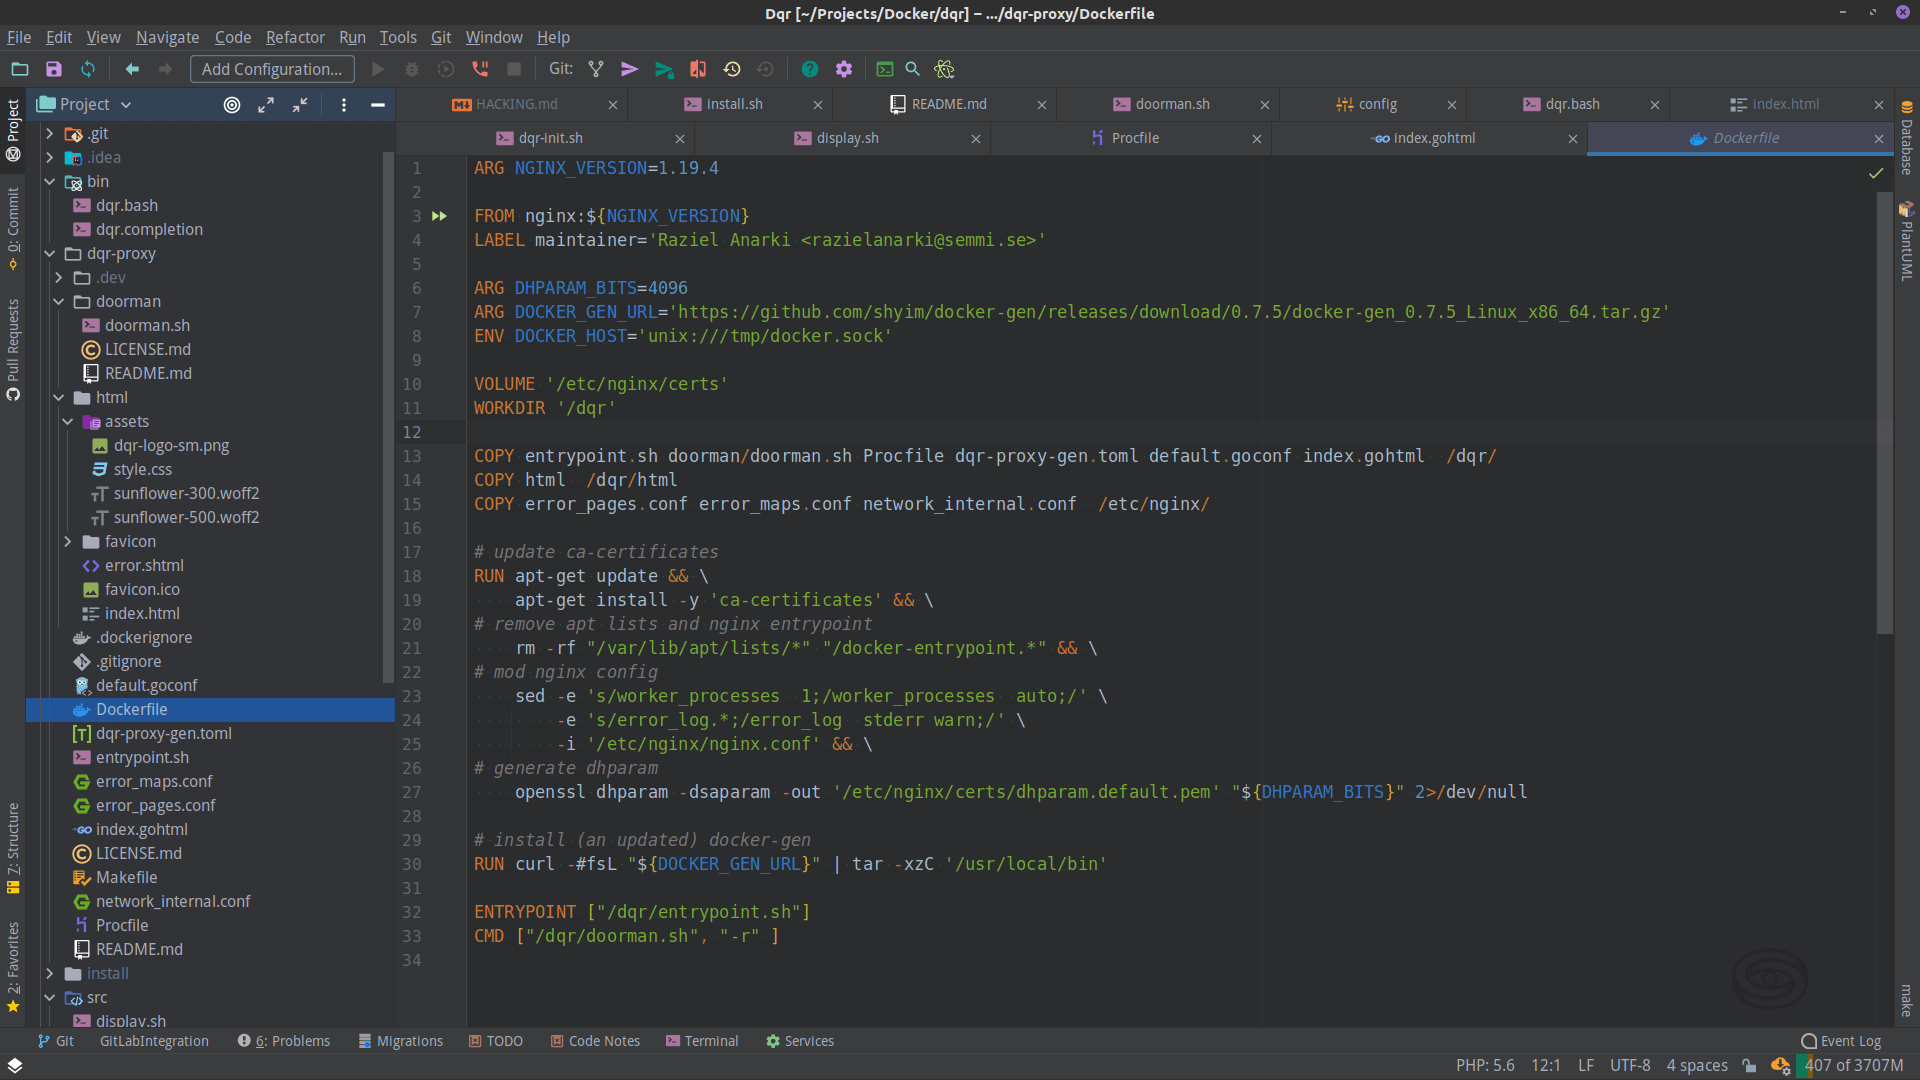 Dqr [~/Projects/Docker/dqr] – .../dqr-proxy/Dockerfile
File Edit View Navigate Code Refactor Run Tools Git Window Help
Add Configuration... Git:
Project
HACKING.md install.sh README.md doorman.sh config dqr.bash index.html
dqr-init.sh display.sh Procfile index.gohtml Dockerfile
Project
0: Commit
Pull Requests
7: Structure
2: Favorites
.git
.idea
bin
dqr.bash
dqr.completion
dqr-proxy
.dev
doorman
doorman.sh
LICENSE.md
README.md
html
assets
dqr-logo-sm.png
style.css
sunflower-300.woff2
sunflower-500.woff2
favicon
error.shtml
favicon.ico
index.html
.dockerignore
.gitignore
default.goconf
Dockerfile
dqr-proxy-gen.toml
entrypoint.sh
error_maps.conf
error_pages.conf
index.gohtml
LICENSE.md
Makefile
network_internal.conf
Procfile
README.md
install
src
display.sh
1 ARG NGINX_VERSION=1.19.4
2
3 FROM nginx:${NGINX_VERSION}
4 LABEL maintainer='Raziel Anarki <razielanarki@semmi.se>'
5
6 ARG DHPARAM_BITS=4096
7 ARG DOCKER_GEN_URL='https://github.com/shyim/docker-gen/releases/download/0.7.5/docker-gen_0.7.5_Linux_x86_64.tar.gz'
8 ENV DOCKER_HOST='unix:///tmp/docker.sock'
9
10 VOLUME '/etc/nginx/certs'
11 WORKDIR '/dqr'
12
13 COPY entrypoint.sh doorman/doorman.sh Procfile dqr-proxy-gen.toml default.goconf index.gohtml  /dqr/
14 COPY html  /dqr/html
15 COPY error_pages.conf error_maps.conf network_internal.conf  /etc/nginx/
16
17 # update ca-certificates
18 RUN apt-get update && \
19     apt-get install -y 'ca-certificates' && \
20 # remove apt lists and nginx entrypoint
21     rm -rf "/var/lib/apt/lists/*" "/docker-entrypoint.*" && \
22 # mod nginx config
23     sed -e 's/worker_processes  1;/worker_processes  auto;/' \
24         -e 's/error_log.*;/error_log  stderr warn;/' \
25         -i '/etc/nginx/nginx.conf' && \
26 # generate dhparam
27     openssl dhparam -dsaparam -out '/etc/nginx/certs/dhparam.default.pem' "${DHPARAM_BITS}" 2>/dev/null
28
29 # install (an updated) docker-gen
30 RUN curl -#fsL "${DOCKER_GEN_URL}" | tar -xzC '/usr/local/bin'
31
32 ENTRYPOINT ["/dqr/entrypoint.sh"]
33 CMD ["/dqr/doorman.sh", "-r" ]
34
Database
PlantUML
make
Git GitLabIntegration 6: Problems Migrations TODO Code Notes Terminal Services Event Log
PHP: 5.6 12:1 LF UTF-8 4 spaces 407 of 3707M